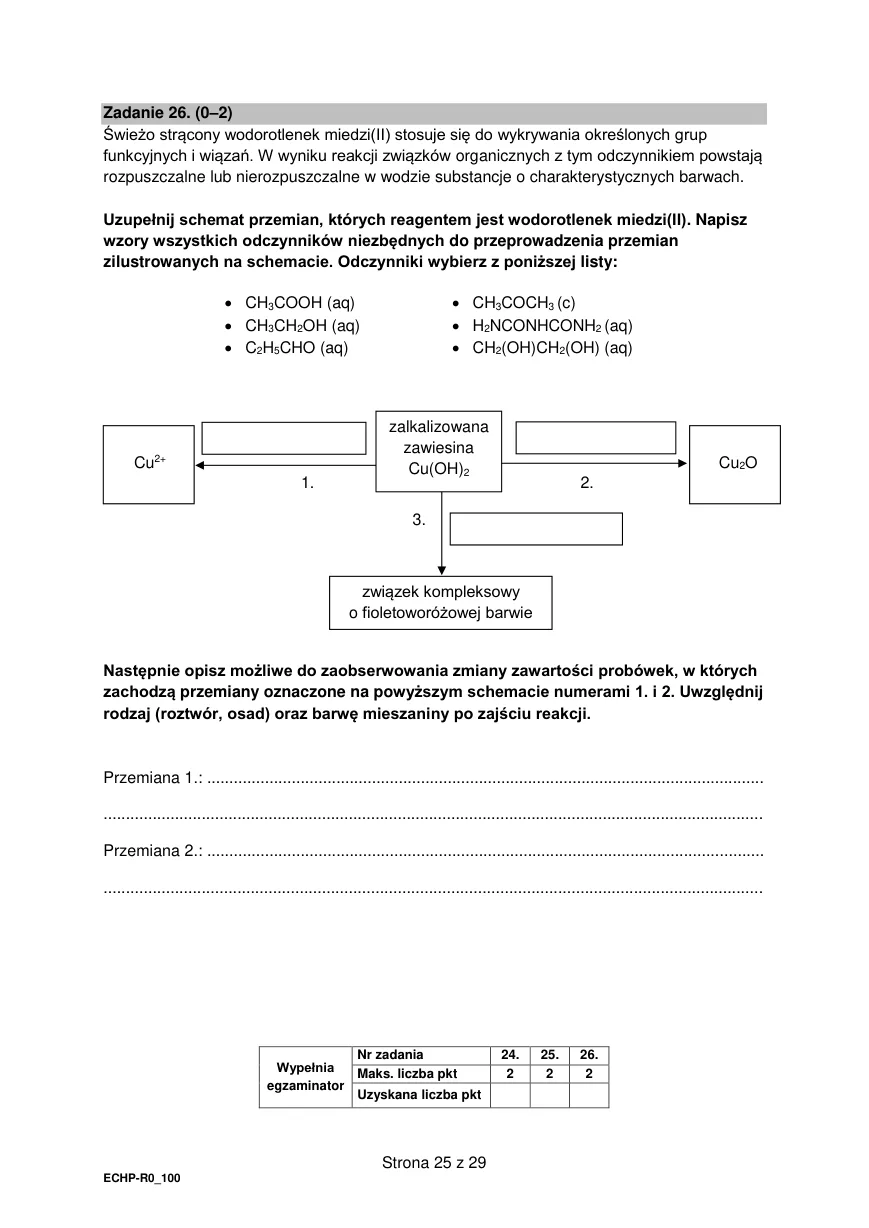 Zadanie 26. (0–2)
Świeżo strącony wodorotlenek miedzi(II) stosuje się do wykrywania określonych grup
funkcyjnych i wiązań. W wyniku reakcji związków organicznych z tym odczynnikiem powstają
rozpuszczalne lub nierozpuszczalne w wodzie substancje o charakterystycznych barwach.
Uzupełnij schemat przemian, których reagentem jest wodorotlenek miedzi(II). Napisz
wzory wszystkich odczynników niezbędnych do przeprowadzenia przemian
zilustrowanych na schemacie. Odczynniki wybierz z poniższej listy:
• CH₃COOH (aq)
• CH₃CH₂OH (aq)
• C₂H₅CHO (aq)
• CH₃COCH₃ (c)
• H₂NCONHCONH₂ (aq)
• CH₂(OH)CH₂(OH) (aq)
Cu²⁺
1.
zalkalizowana
zawiesina
Cu(OH)₂
2.
Cu₂O
3.
związek kompleksowy
o fioletoworóżowej barwie
Następnie opisz możliwe do zaobserwowania zmiany zawartości probówek, w których
zachodzą przemiany oznaczone na powyższym schemacie numerami 1. i 2. Uwzględnij
rodzaj (roztwór, osad) oraz barwę mieszaniny po zajściu reakcji.
Przemiana 1.: ..............................................................................................................................
......................................................................................................................................................
Przemiana 2.: ..............................................................................................................................
......................................................................................................................................................
Wypełnia
egzaminator
Nr zadania 24. 25. 26.
Maks. liczba pkt 2 2 2
Uzyskana liczba pkt
Strona 25 z 29
ECHP-R0_100